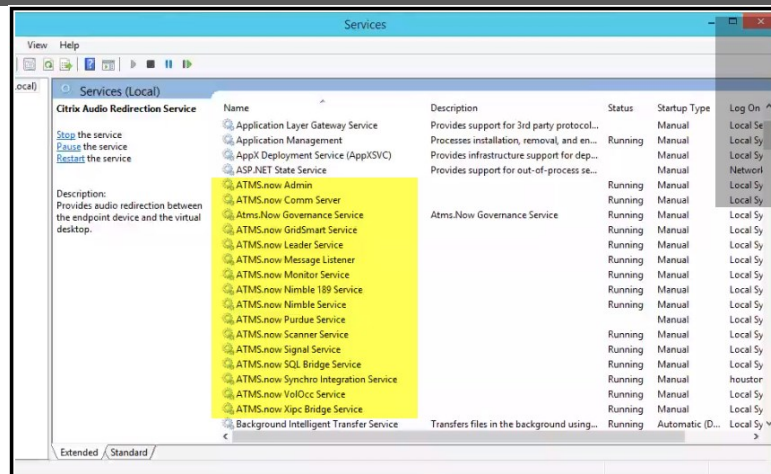 Services
View Help
.ocal)
Services (Local)
Citrix Audio Redirection Service
Stop the service
Pause the service
Restart the service
Description:
Provides audio redirection between
the endpoint device and the virtual
desktop.
Name Description Status Startup Type Log On
Application Layer Gateway Service Provides support for 3rd party protocol... Manual Local Se
Application Management Processes installation, removal, and en... Running Manual Local Sy
AppX Deployment Service (AppXSVC) Provides infrastructure support for dep... Manual Local Sy
ASP.NET State Service Provides support for out-of-process se... Manual Network
ATMS.now Admin Running Manual Local Sy
ATMS.now Comm Server Running Manual Local Sy
Atms.Now Governance Service Atms.Now Governance Service Running Manual Local Sy
ATMS.now GridSmart Service Running Manual Local Sy
ATMS.now Leader Service Running Manual Local Sy
ATMS.now Message Listener Running Manual Local Sy
ATMS.now Monitor Service Running Manual Local Sy
ATMS.now Nimble 189 Service Running Manual Local Sy
ATMS.now Nimble Service Running Manual Local Sy
ATMS.now Purdue Service Manual Local Sy
ATMS.now Scanner Service Running Manual Local Sy
ATMS.now Signal Service Running Manual Local Sy
ATMS.now SQL Bridge Service Running Manual Local Sy
ATMS.now Synchro Integration Service Running Manual houstor
ATMS.now VolOcc Service Running Manual Local Sy
ATMS.now Xipc Bridge Service Running Manual Local Sy
Background Intelligent Transfer Service Transfers files in the background using... Running Automatic (D... Local Sy
Extended Standard